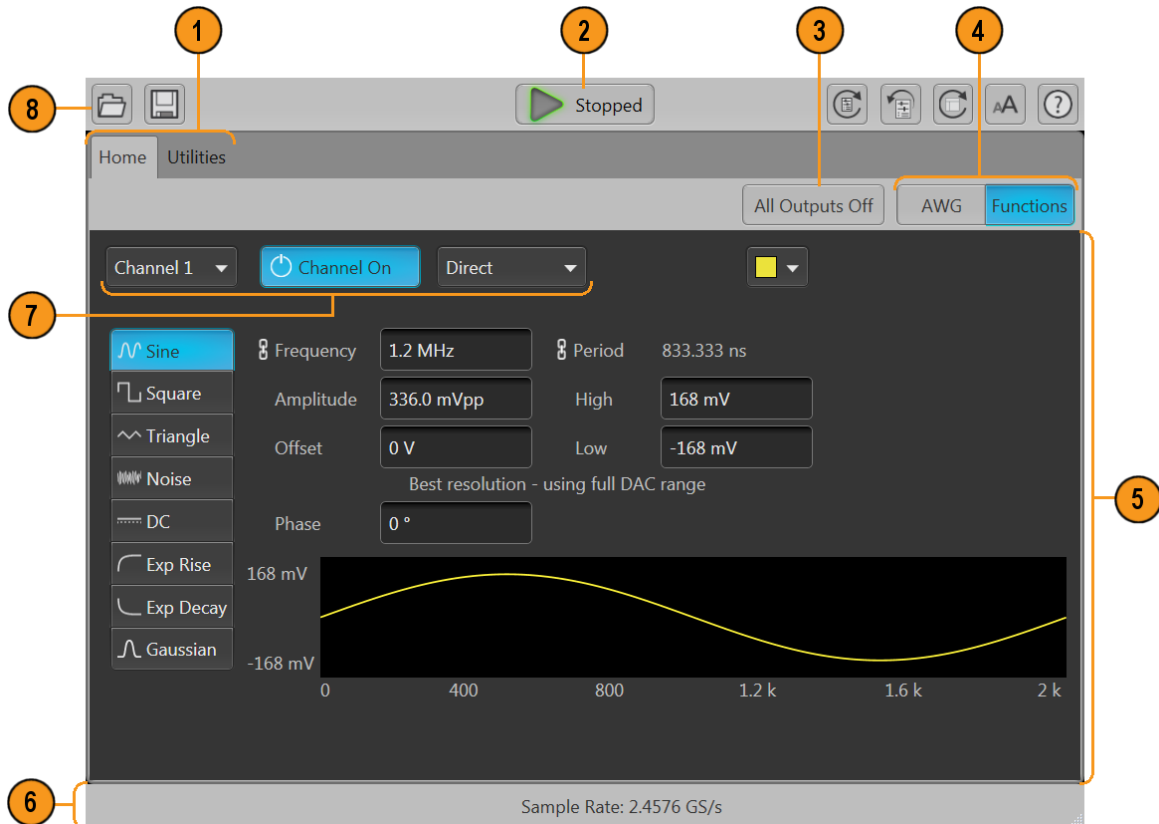 1 2 3 4
8 Stopped AA ?
Home Utilities
All Outputs Off AWG Functions
Channel 1 Channel On Direct
7
Sine Frequency 1.2 MHz Period 833.333 ns
Square Amplitude 336.0 mVpp High 168 mV
Triangle Offset 0 V Low -168 mV
Noise Best resolution - using full DAC range
5
DC Phase 0 °
Exp Rise 168 mV
Exp Decay
Gaussian -168 mV
0 400 800 1.2 k 1.6 k 2 k
6 Sample Rate: 2.4576 GS/s